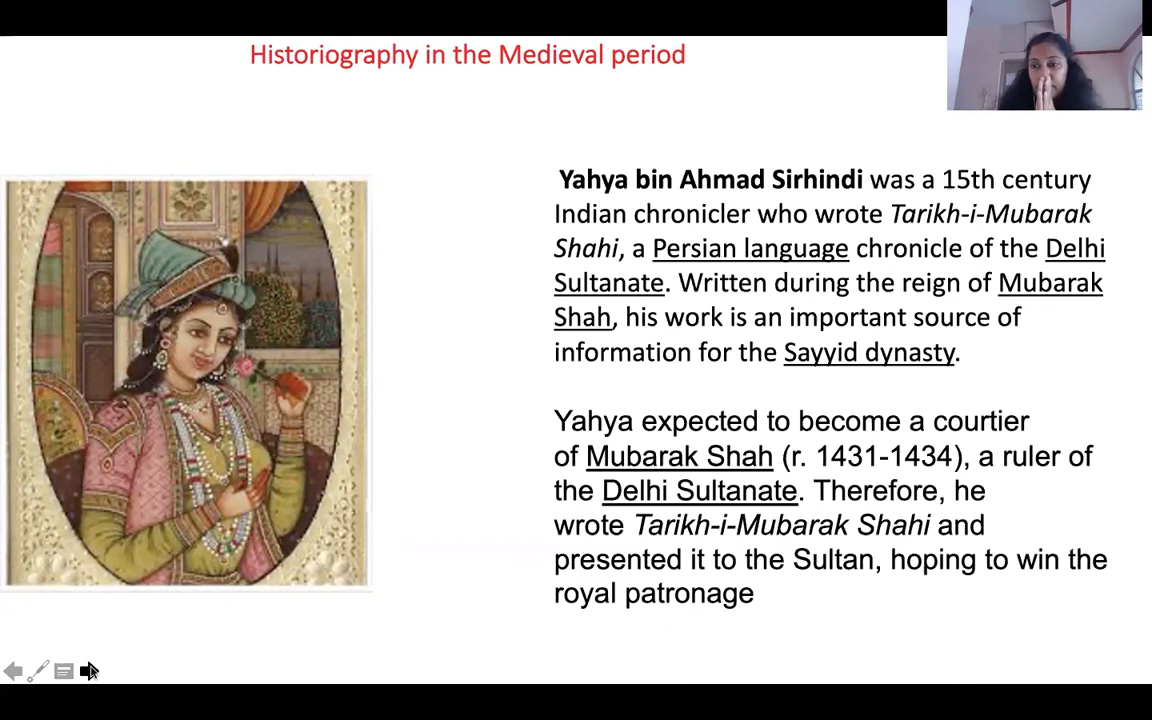 Historiography in the Medieval period
Yahya bin Ahmad Sirhindi was a 15th century
Indian chronicler who wrote Tarikh-i-Mubarak
Shahi, a Persian language chronicle of the Delhi
Sultanate. Written during the reign of Mubarak
Shah, his work is an important source of
information for the Sayyid dynasty.
Yahya expected to become a courtier
of Mubarak Shah (r. 1431-1434), a ruler of
the Delhi Sultanate. Therefore, he
wrote Tarikh-i-Mubarak Shahi and
presented it to the Sultan, hoping to win the
royal patronage